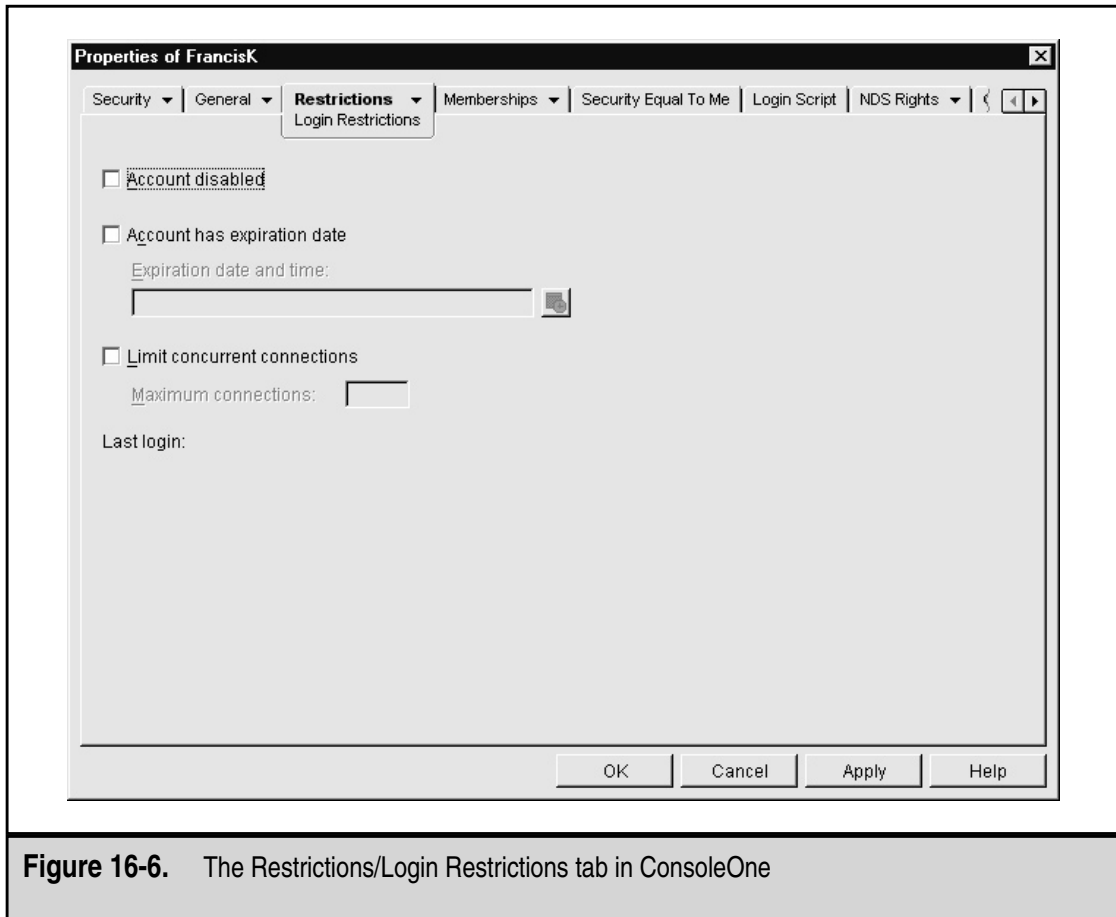 Properties of FrancisK
Security General Restrictions Memberships Security Equal To Me Login Script NDS Rights
Login Restrictions
Account disabled
Account has expiration date
Expiration date and time:
Limit concurrent connections
Maximum connections:
Last login:
OK Cancel Apply Help
Figure 16-6. The Restrictions/Login Restrictions tab in ConsoleOne